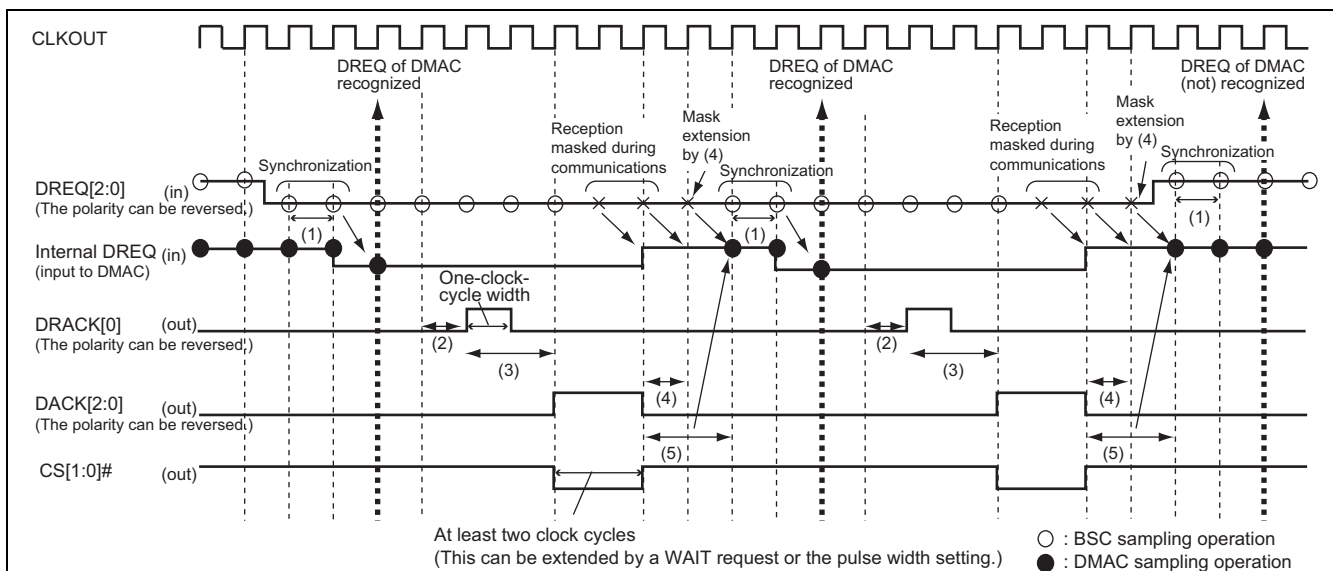 CLKOUT
DREQ of DMAC
recognized
DREQ of DMAC
recognized
DREQ of DMAC
(not) recognized
Reception
masked during
communications
Mask
extension
by (4)
Reception
masked during
communications
Mask
extension
by (4)
Synchronization
Synchronization
Synchronization
DREQ[2:0] (in)
(The polarity can be reversed.)
(1)
(1)
(1)
Internal DREQ (in)
(input to DMAC)
One-clock-
cycle width
DRACK[0] (out)
(The polarity can be reversed.)
(2)
(3)
(2)
(3)
DACK[2:0] (out)
(The polarity can be reversed.)
(4)
(4)
(5)
(5)
CS[1:0]# (out)
At least two clock cycles
(This can be extended by a WAIT request or the pulse width setting.)
: BSC sampling operation
: DMAC sampling operation